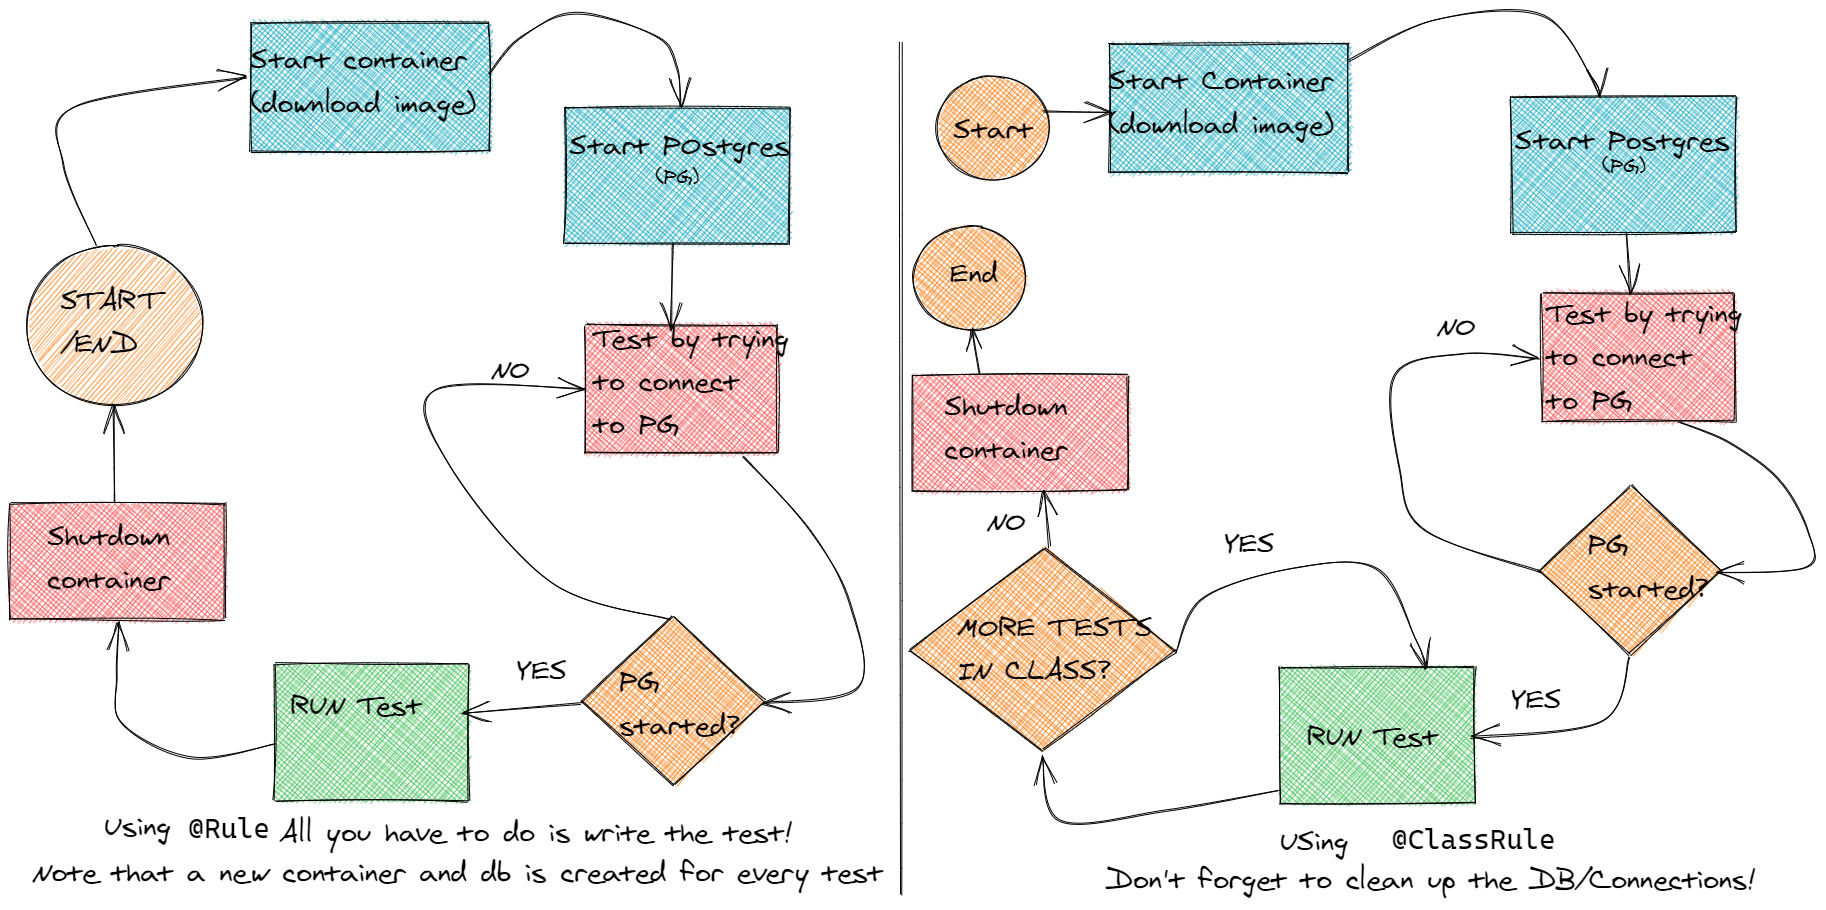 Start container
(download image)
Start POstgres
(PG)
Test by trying
to connect
to PG
NO
START
/END
Shutdown
container
YES
PG
started?
RUN Test
Using @Rule All you have to do is write the test!
Note that a new container and db is created for every test
Start
Start Container
(download image)
Start Postgres
(PG)
End
Test by trying
to connect
to PG
NO
Shutdown
container
NO
YES
PG
started?
MORE TESTS
IN CLASS?
YES
RUN Test
USing @ClassRule
Don't forget to clean up the DB/Connections!